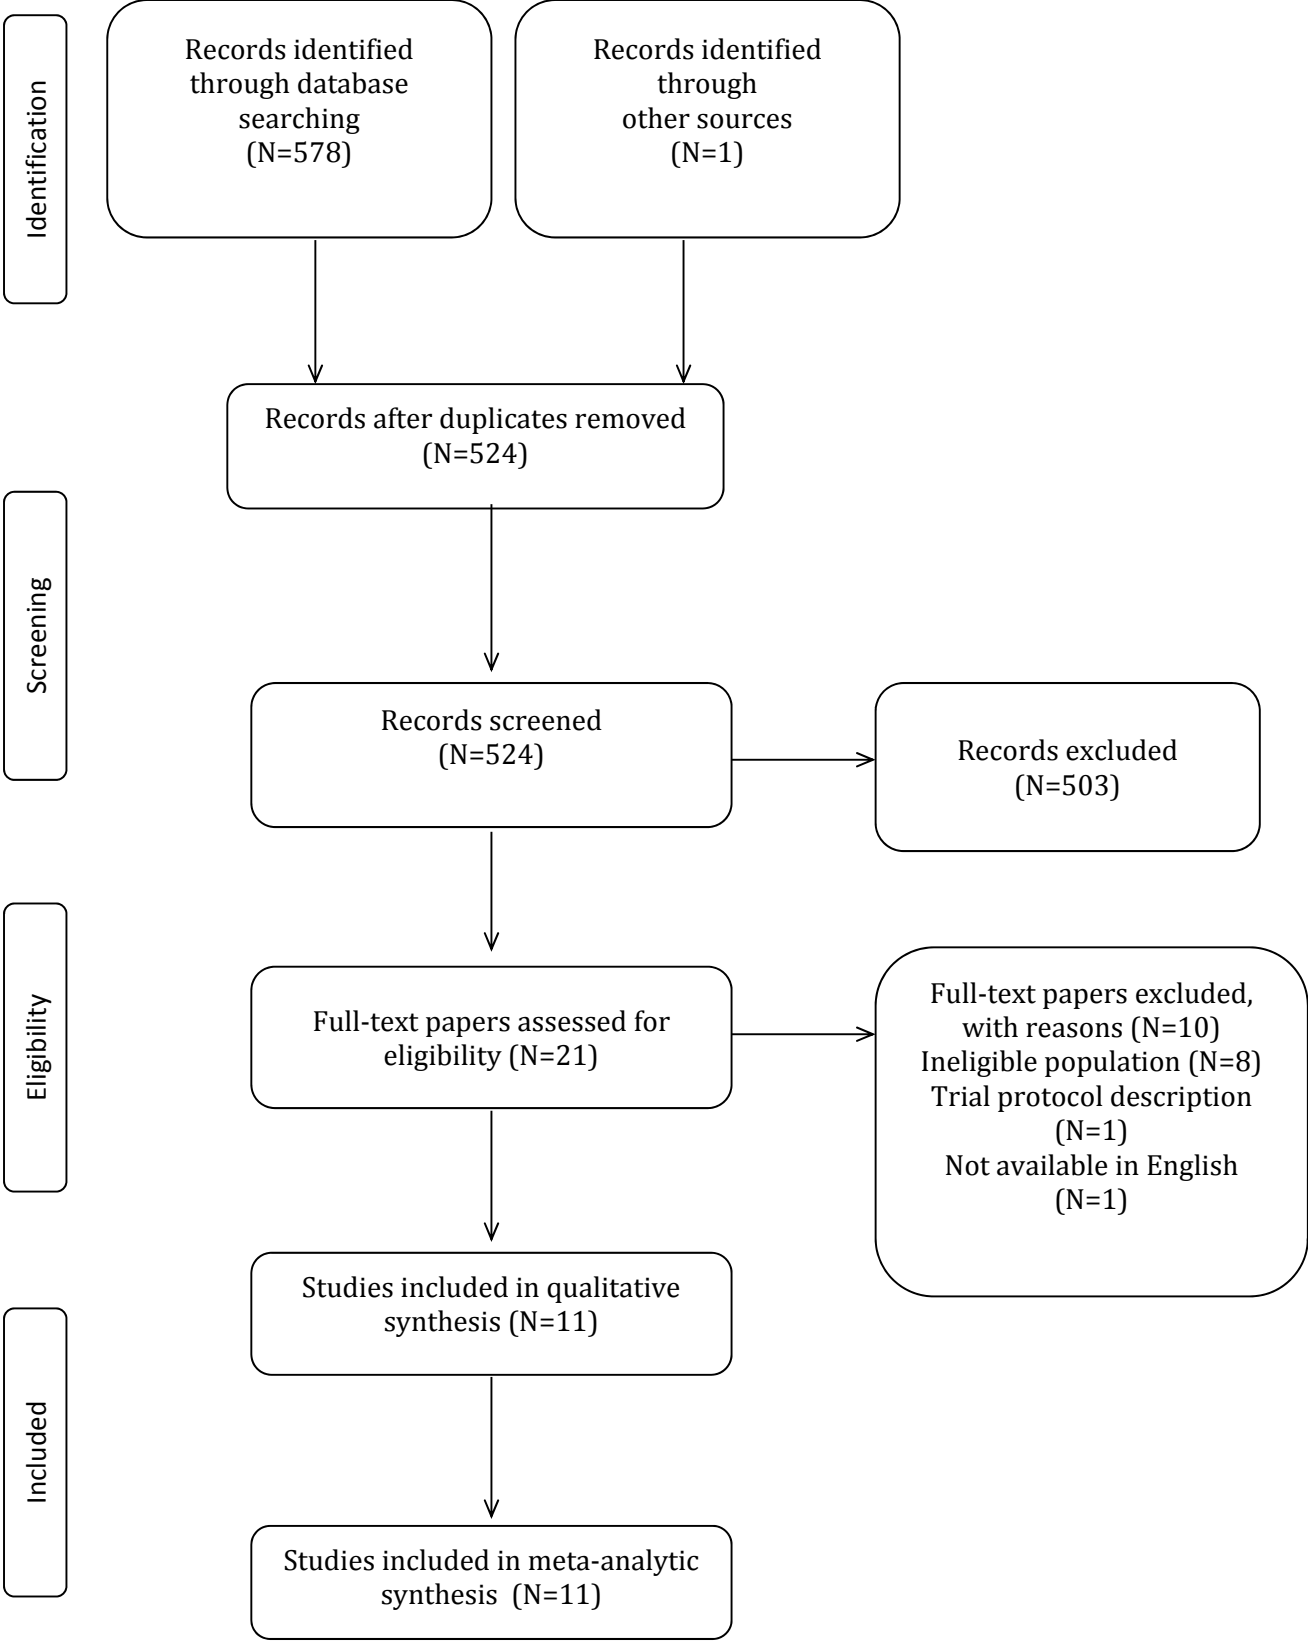 Identification
Records identified
through database
searching
(N=578)
Records identified
through
other sources
(N=1)
Records after duplicates removed
(N=524)
Screening
Records screened
(N=524)
Records excluded
(N=503)
Eligibility
Full-text papers assessed for
eligibility (N=21)
Full-text papers excluded,
with reasons (N=10)
Ineligible population (N=8)
Trial protocol description
(N=1)
Not available in English
(N=1)
Studies included in qualitative
synthesis (N=11)
Included
Studies included in meta-analytic
synthesis  (N=11)